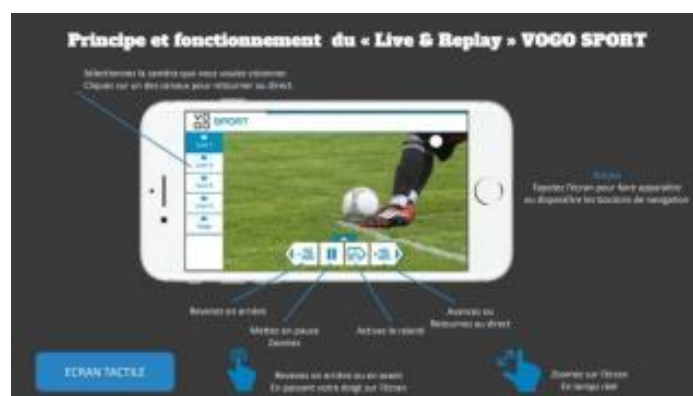 Principe et fonctionnement du « Live & Replay » VOGO SPORT
Sélectionnez la caméra que vous voulez visionner
Cliquez sur un des canaux pour retourner au direct
VOGO SPORT
Astuce
Tapotez l'écran pour faire apparaître
ou disparaître les boutons de navigation
Revenez en arrière
Mettez en pause
Zoomez
Activez le ralenti
Avancez ou
Retournez au direct
ECRAN TACTILE
Revenez en arrière ou en avant
En passant votre doigt sur l'écran
Zoomez sur l'écran
En temps réel